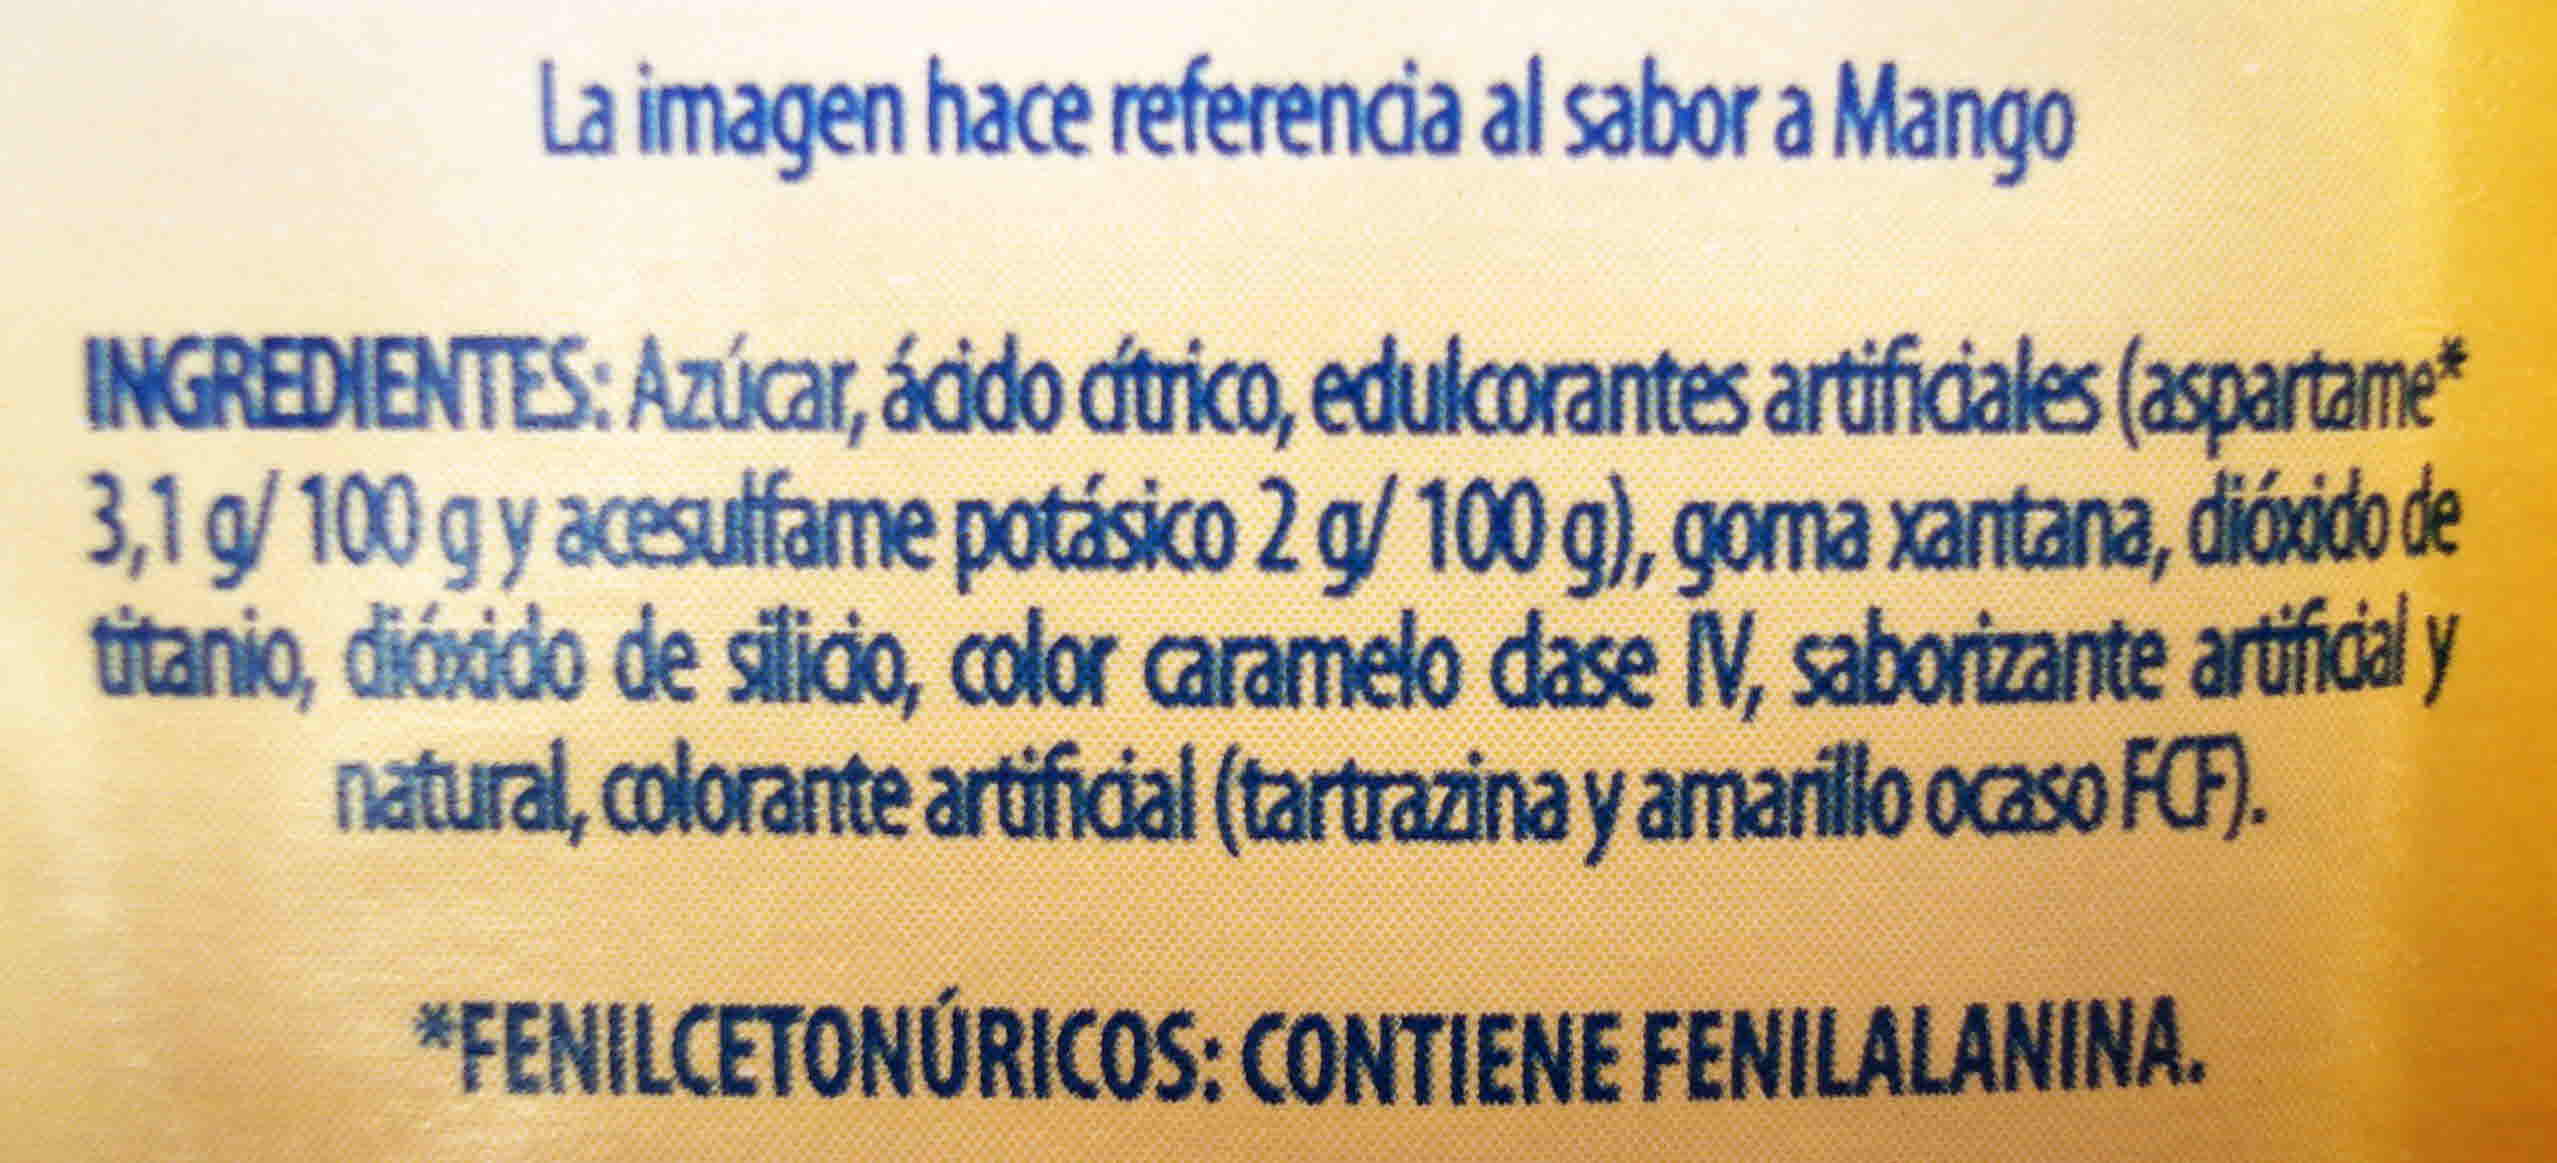 La imagen hace referencia al sabor a Mango
INGREDIENTES: Azúcar, ácido cítrico, edulcorantes artificiales (aspartame*
3,1 g/ 100 g y acesulfame potásico 2 g/ 100 g), goma xantana, dióxido de
titanio, dióxido de silicio, color caramelo clase IV, saborizante artificial y
natural, colorante artificial (tartrazina y amarillo ocaso FCF).
*FENILCETONÚRICOS: CONTIENE FENILALANINA.